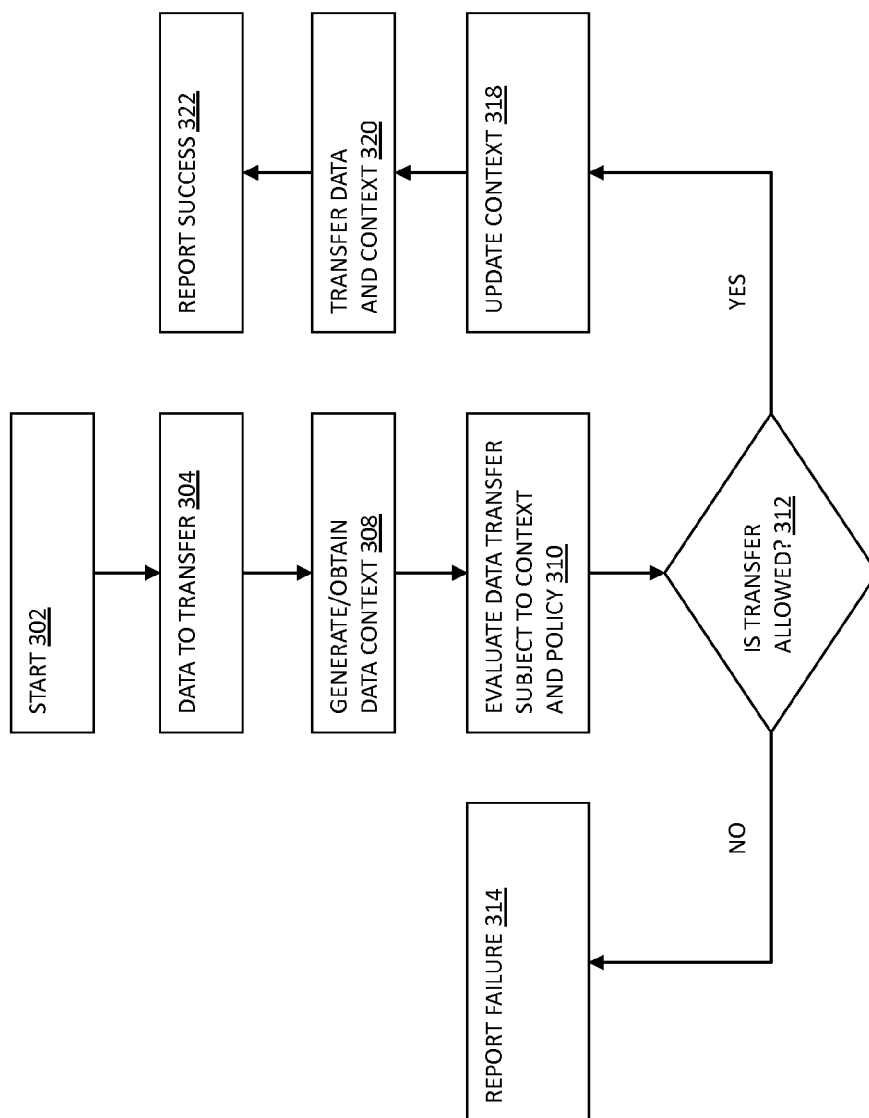 START 302
DATA TO TRANSFER 304
GENERATE/OBTAIN
DATA CONTEXT 308
EVALUATE DATA TRANSFER
SUBJECT TO CONTEXT
AND POLICY 310
IS TRANSFER
ALLOWED? 312
NO
REPORT FAILURE 314
YES
UPDATE CONTEXT 318
TRANSFER DATA
AND CONTEXT 320
REPORT SUCCESS 322